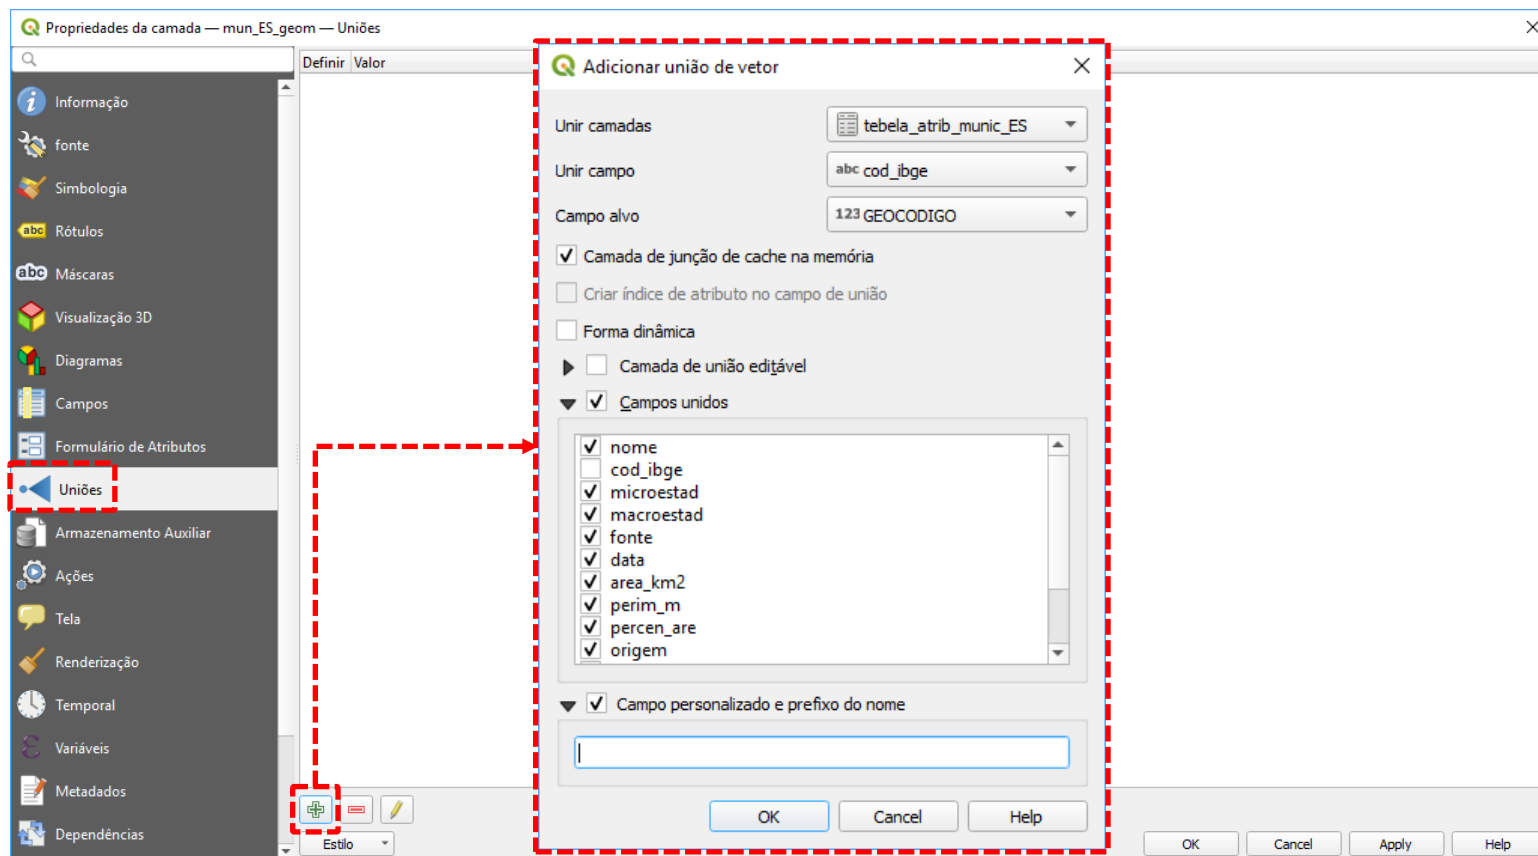 Propriedades da camada — mun_ES_geom — Uniões
Definir Valor
Informação
fonte
Simbologia
abc Rótulos
abc Máscaras
Visualização 3D
Diagramas
Campos
Formulário de Atributos
Uniões
Armazenamento Auxiliar
Ações
Tela
Renderização
Temporal
Variáveis
Metadados
Dependências
Estilo
Adicionar união de vetor
Unir camadas tebela_atrib_munic_ES
Unir campo abc cod_ibge
Campo alvo 123 GEOCODIGO
Camada de junção de cache na memória
Criar índice de atributo no campo de união
Forma dinâmica
Camada de união editável
Campos unidos
nome
cod_ibge
microestad
macroestad
fonte
data
area_km2
perim_m
percen_are
origem
Campo personalizado e prefixo do nome
OK Cancel Help
OK Cancel Apply Help